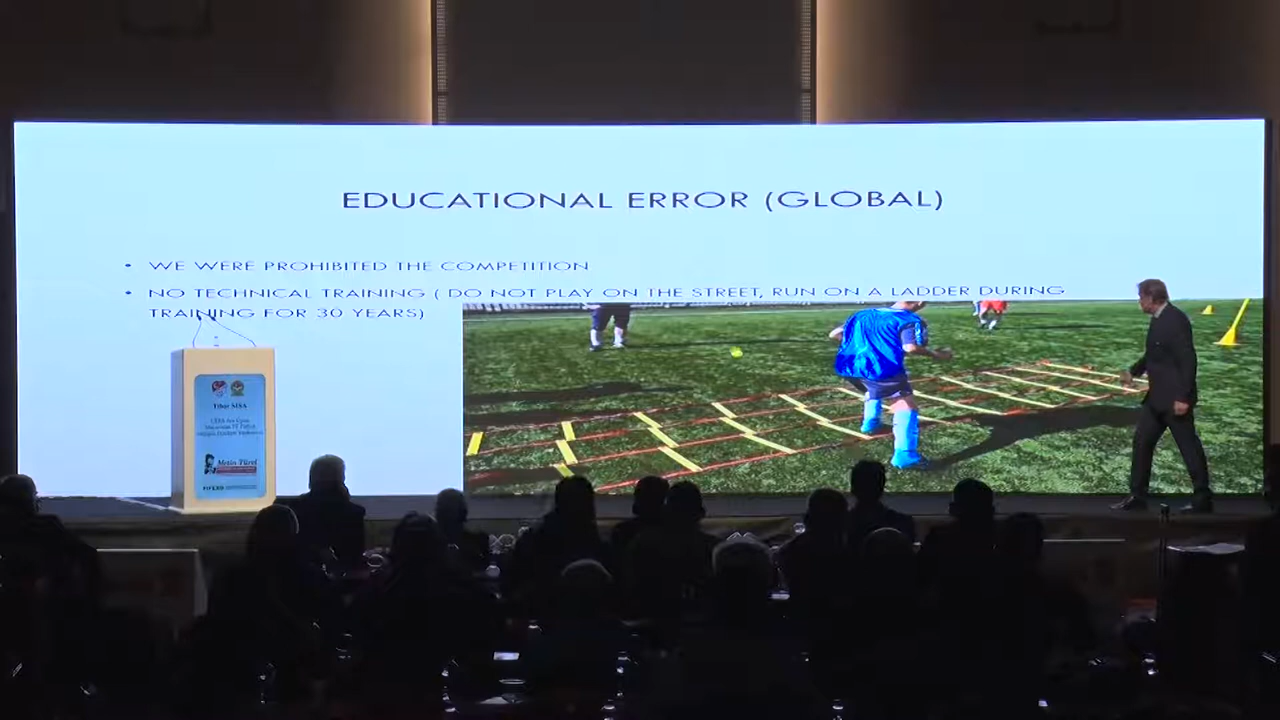 EDUCATIONAL ERROR (GLOBAL)
• WE WERE PROHIBITED THE COMPETITION
• NO TECHNICAL TRAINING ( DO NOT PLAY ON THE STREET, RUN ON A LADDER DURING
TRAINING FOR 30 YEARS)
Tibor SISA
Metin Türel